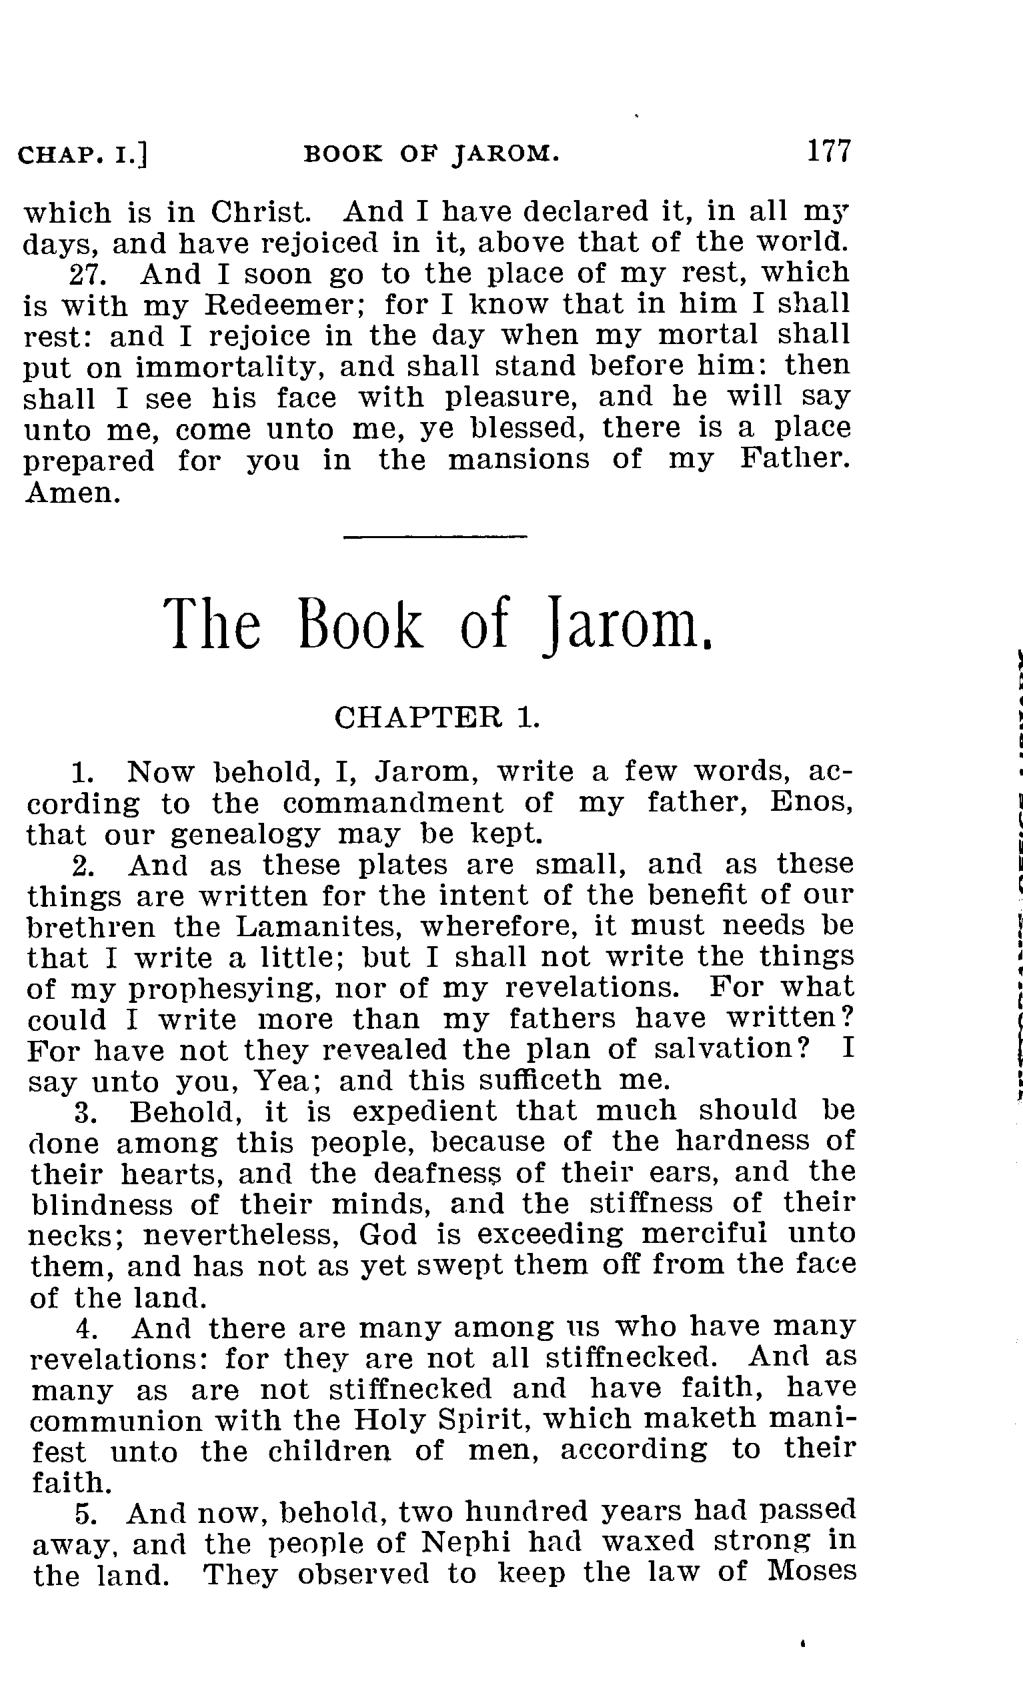 CHAP. I.] BOOK OF JAROM. 177
which is in Christ. And I have declared it, in all my
days, and have rejoiced in it, above that of the world.
27. And I soon go to the place of my rest, which
is with my Redeemer; for I know that in him I shall
rest: and I rejoice in the day when my mortal shall
put on immortality, and shall stand before him: then
shall I see his face with pleasure, and he will say
unto me, come unto me, ye blessed, there is a place
prepared for you in the mansions of my Father.
Amen.
The Book of Jarom.
CHAPTER 1.
1. Now behold, I, Jarom, write a few words, ac-
cording to the commandment of my father, Enos,
that our genealogy may be kept.
2. And as these plates are small, and as these
things are written for the intent of the benefit of our
brethren the Lamanites, wherefore, it must needs be
that I write a little; but I shall not write the things
of my prophesying, nor of my revelations. For what
could I write more than my fathers have written?
For have not they revealed the plan of salvation? I
say unto you, Yea; and this sufficeth me.
3. Behold, it is expedient that much should be
done among this people, because of the hardness of
their hearts, and the deafness of their ears, and the
blindness of their minds, and the stiffness of their
necks; nevertheless, God is exceeding merciful unto
them, and has not as yet swept them off from the face
of the land.
4. And there are many among us who have many
revelations: for they are not all stiffnecked. And as
many as are not stiffnecked and have faith, have
communion with the Holy Spirit, which maketh mani-
fest unto the children of men, according to their
faith.
5. And now, behold, two hundred years had passed
away, and the people of Nephi had waxed strong in
the land. They observed to keep the law of Moses